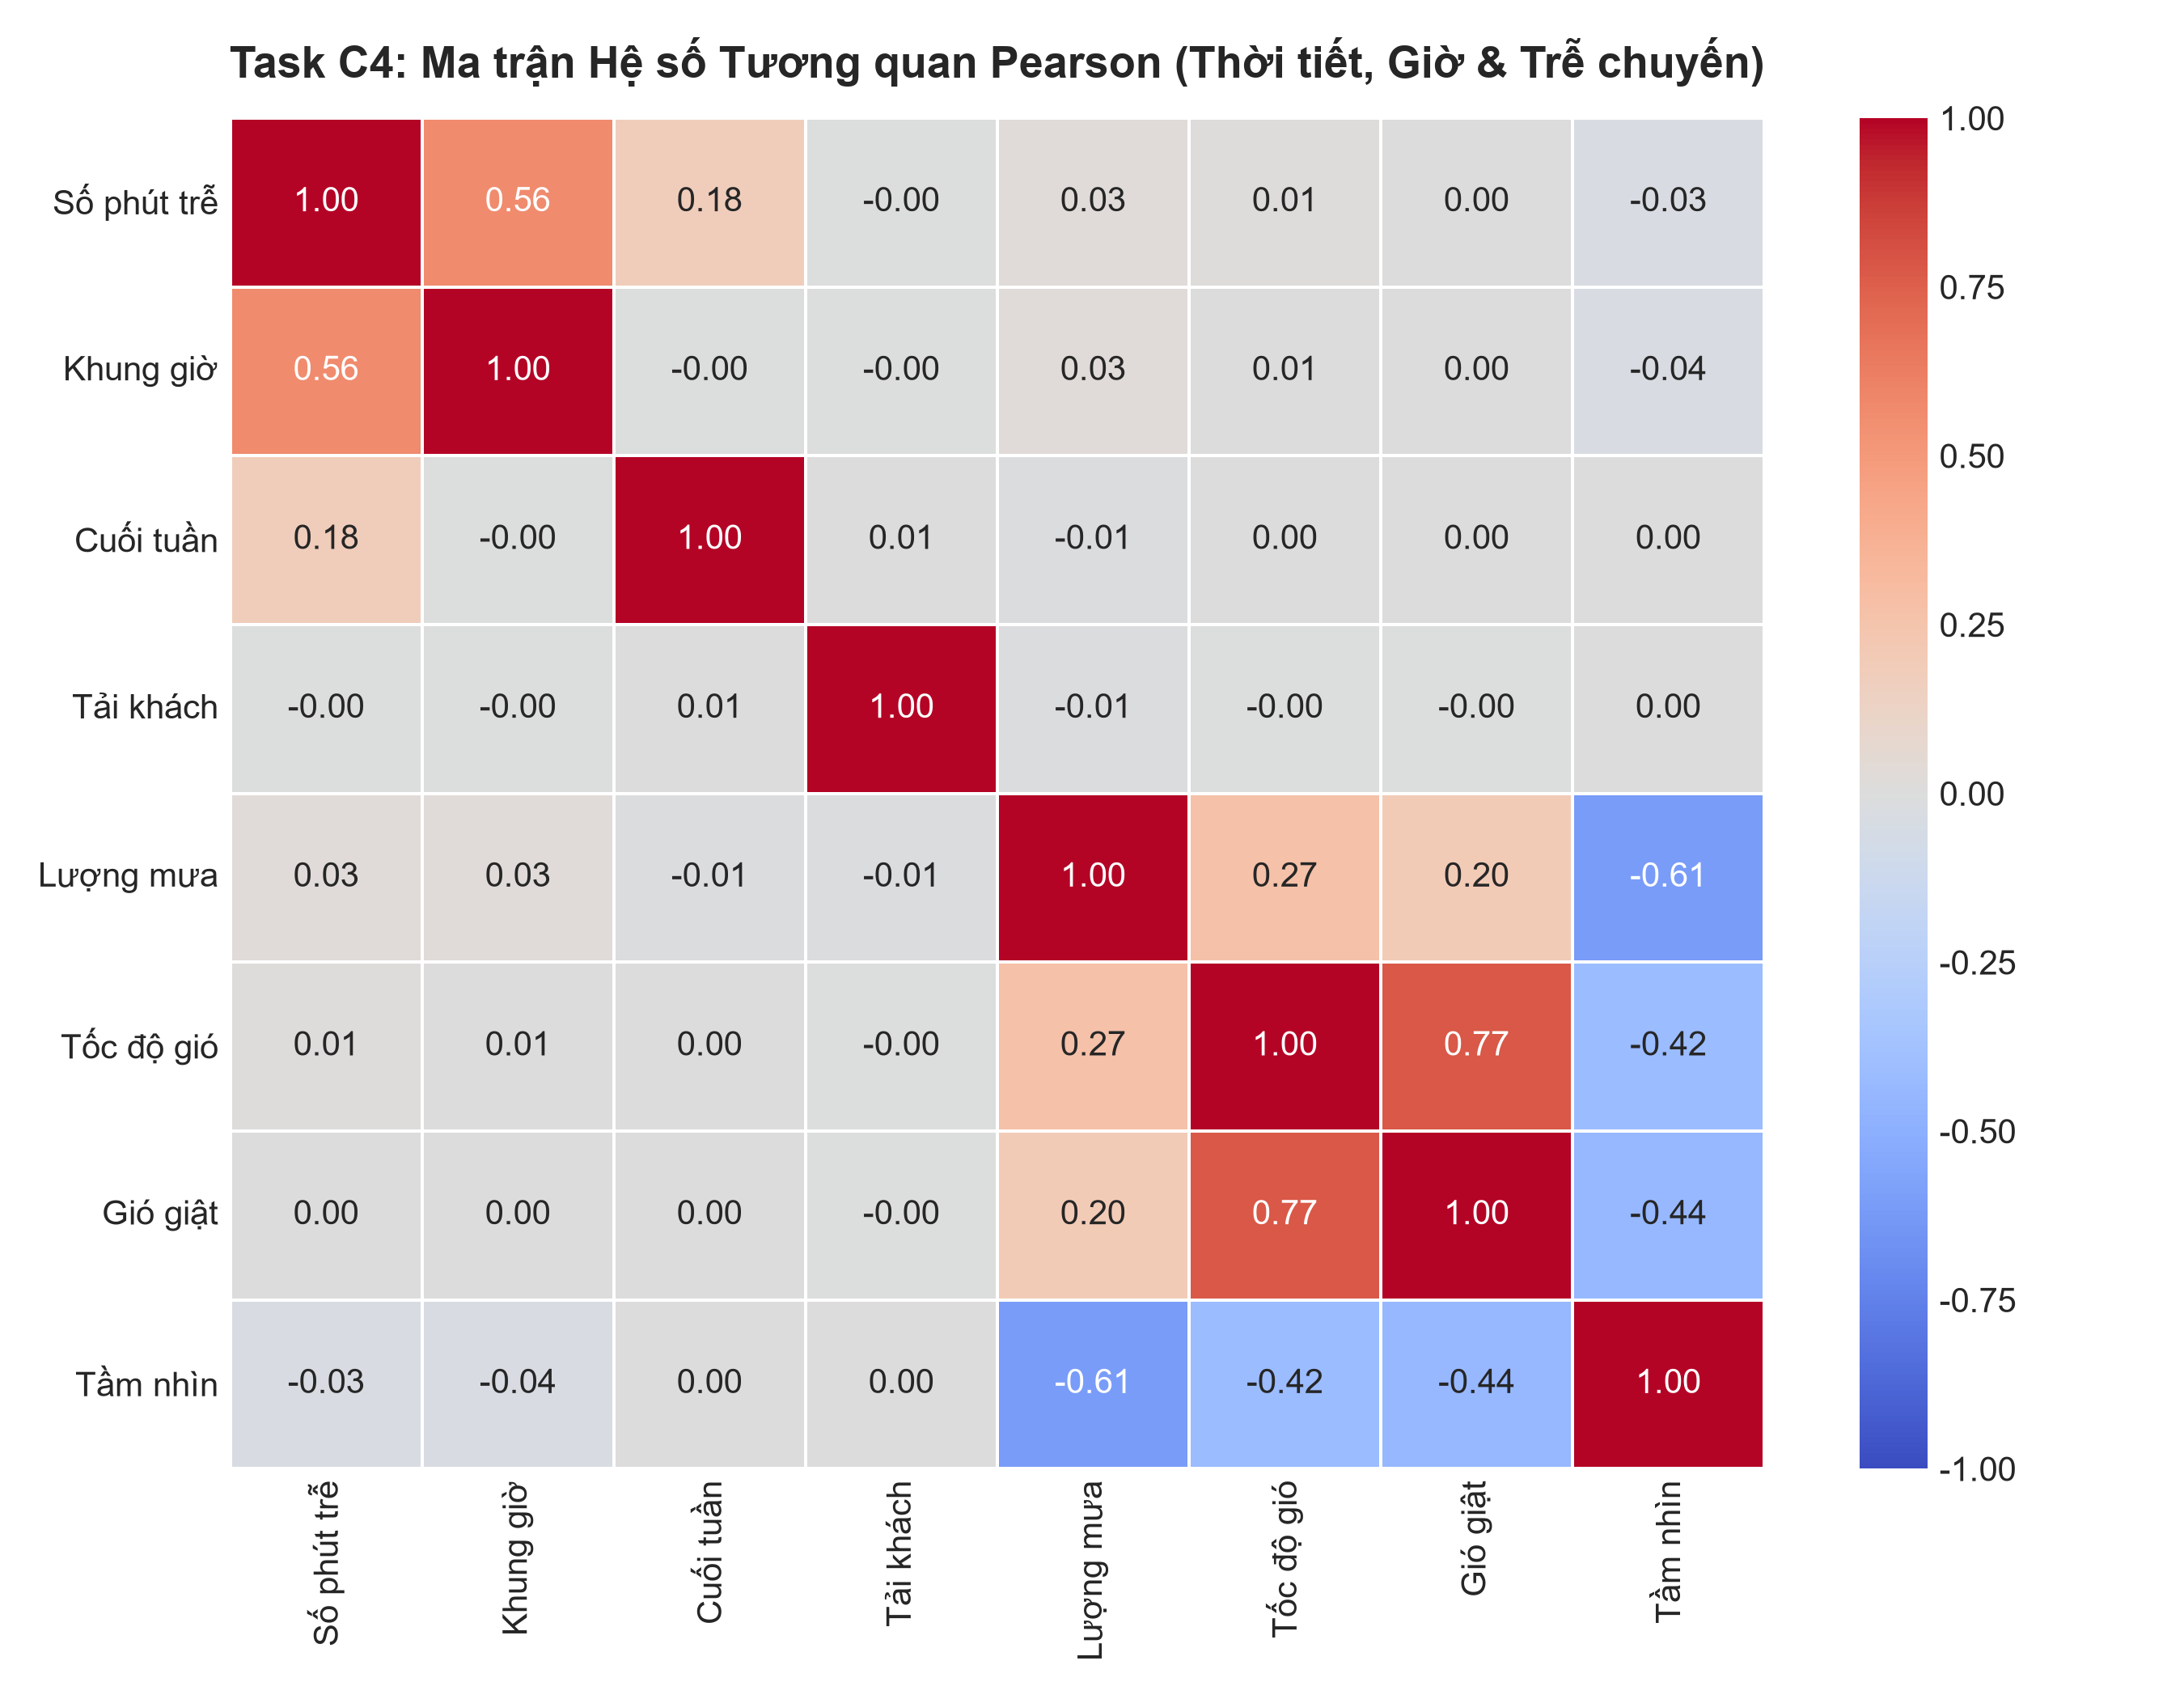 Task C4: Ma trận Hệ số Tương quan Pearson (Thời tiết, Giờ & Trễ chuyến)
Số phút trễ 1.00 0.56 0.18 -0.00 0.03 0.01 0.00 -0.03
Khung giờ 0.56 1.00 -0.00 -0.00 0.03 0.01 0.00 -0.04
Cuối tuần 0.18 -0.00 1.00 0.01 -0.01 0.00 0.00 0.00
Tải khách -0.00 -0.00 0.01 1.00 -0.01 -0.00 -0.00 0.00
Lượng mưa 0.03 0.03 -0.01 -0.01 1.00 0.27 0.20 -0.61
Tốc độ gió 0.01 0.01 0.00 -0.00 0.27 1.00 0.77 -0.42
Gió giật 0.00 0.00 0.00 -0.00 0.20 0.77 1.00 -0.44
Tầm nhìn -0.03 -0.04 0.00 0.00 -0.61 -0.42 -0.44 1.00
Số phút trễ
Khung giờ
Cuối tuần
Tải khách
Lượng mưa
Tốc độ gió
Gió giật
Tầm nhìn
1.00
0.75
0.50
0.25
0.00
-0.25
-0.50
-0.75
-1.00